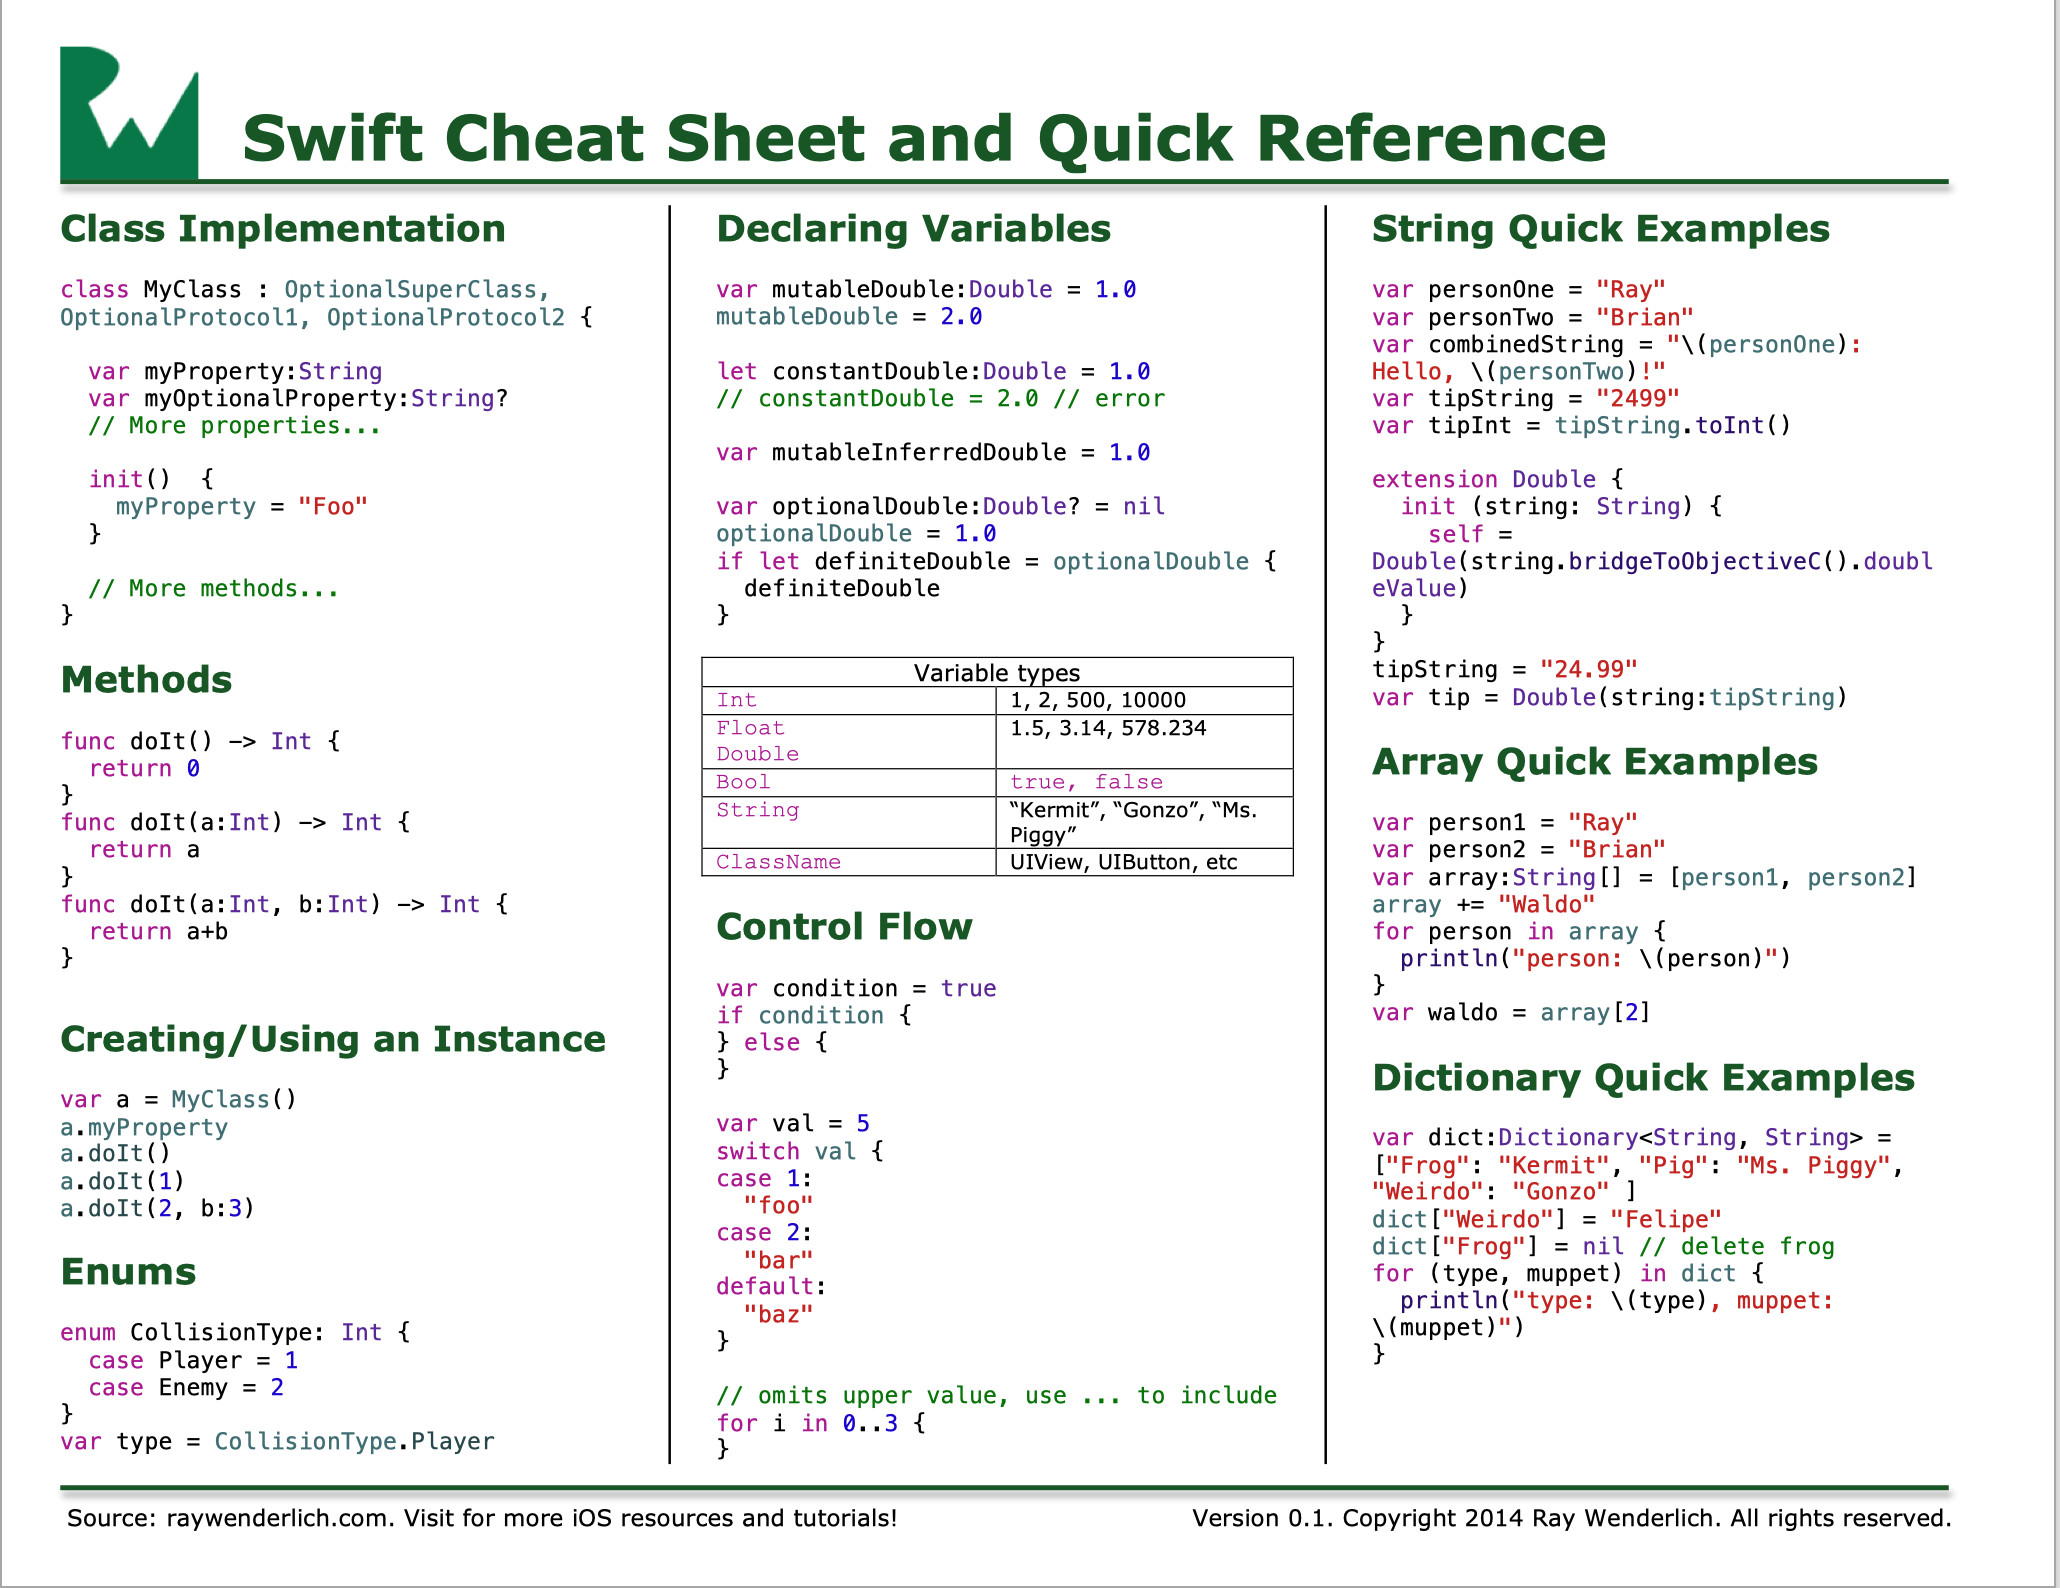 RW
Swift Cheat Sheet and Quick Reference
Class Implementation
class MyClass : OptionalSuperClass,
OptionalProtocol1, OptionalProtocol2 {
  var myProperty:String
  var myOptionalProperty:String?
  // More properties...
  init()  {
    myProperty = "Foo"
  }
  // More methods...
}
Methods
func doIt() -> Int {
  return 0
}
func doIt(a:Int) -> Int {
  return a
}
func doIt(a:Int, b:Int) -> Int {
  return a+b
}
Creating/Using an Instance
var a = MyClass()
a.myProperty
a.doIt()
a.doIt(1)
a.doIt(2, b:3)
Enums
enum CollisionType: Int {
  case Player = 1
  case Enemy = 2
}
var type = CollisionType.Player
Declaring Variables
var mutableDouble:Double = 1.0
mutableDouble = 2.0
let constantDouble:Double = 1.0
// constantDouble = 2.0 // error
var mutableInferredDouble = 1.0
var optionalDouble:Double? = nil
optionalDouble = 1.0
if let definiteDouble = optionalDouble {
  definiteDouble
}
Variable types
Int 1, 2, 500, 10000
Float 1.5, 3.14, 578.234
Double
Bool true, false
String “Kermit”, “Gonzo”, “Ms.
Piggy”
ClassName UIView, UIButton, etc
Control Flow
var condition = true
if condition {
} else {
}
var val = 5
switch val {
case 1:
  "foo"
case 2:
  "bar"
default:
  "baz"
}
// omits upper value, use ... to include
for i in 0..3 {
}
String Quick Examples
var personOne = "Ray"
var personTwo = "Brian"
var combinedString = "\(personOne):
Hello, \(personTwo)!"
var tipString = "2499"
var tipInt = tipString.toInt()
extension Double {
  init (string: String) {
    self =
Double(string.bridgeToObjectiveC().doubl
eValue)
  }
}
tipString = "24.99"
var tip = Double(string:tipString)
Array Quick Examples
var person1 = "Ray"
var person2 = "Brian"
var array:String[] = [person1, person2]
array += "Waldo"
for person in array {
  println("person: \(person)")
}
var waldo = array[2]
Dictionary Quick Examples
var dict:Dictionary<String, String> =
["Frog": "Kermit", "Pig": "Ms. Piggy",
"Weirdo": "Gonzo" ]
dict["Weirdo"] = "Felipe"
dict["Frog"] = nil // delete frog
for (type, muppet) in dict {
  println("type: \(type), muppet:
\(muppet)")
}
Source: raywenderlich.com. Visit for more iOS resources and tutorials!
Version 0.1. Copyright 2014 Ray Wenderlich. All rights reserved.